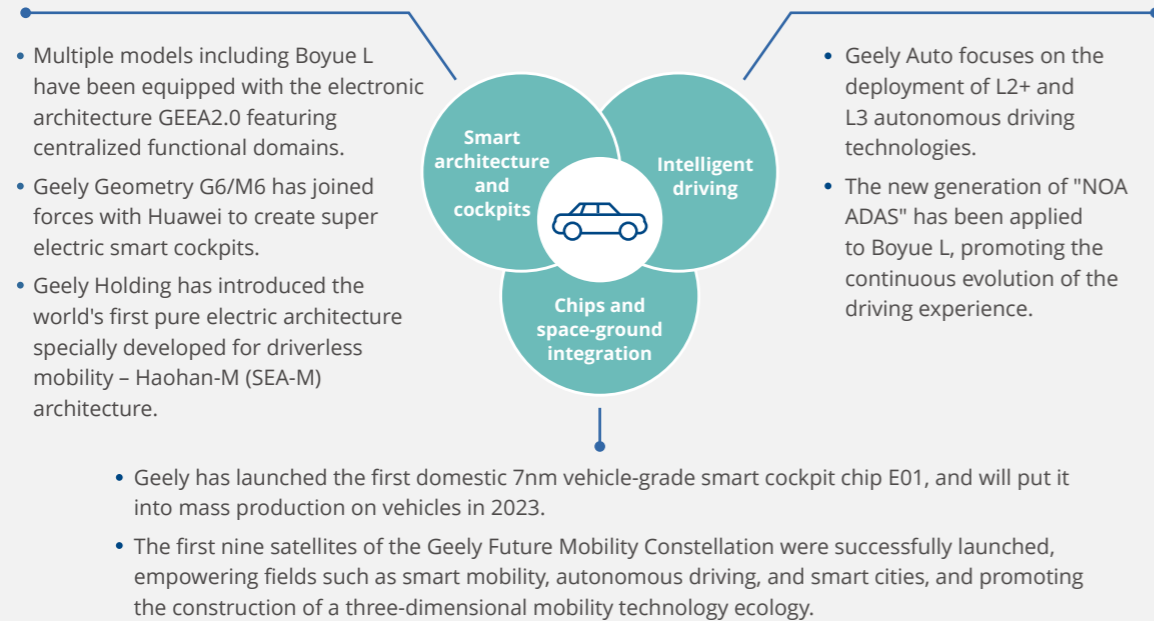 • Multiple models including Boyue L
have been equipped with the electronic
architecture GEEA2.0 featuring
centralized functional domains.
• Geely Geometry G6/M6 has joined
forces with Huawei to create super
electric smart cockpits.
• Geely Holding has introduced the
world's first pure electric architecture
specially developed for driverless
mobility – Haohan-M (SEA-M)
architecture.
Smart
architecture
and
cockpits
Intelligent
driving
Chips and
space-ground
integration
• Geely Auto focuses on the
deployment of L2+ and
L3 autonomous driving
technologies.
• The new generation of "NOA
ADAS" has been applied
to Boyue L, promoting the
continuous evolution of the
driving experience.
• Geely has launched the first domestic 7nm vehicle-grade smart cockpit chip E01, and will put it
into mass production on vehicles in 2023.
• The first nine satellites of the Geely Future Mobility Constellation were successfully launched,
empowering fields such as smart mobility, autonomous driving, and smart cities, and promoting
the construction of a three-dimensional mobility technology ecology.